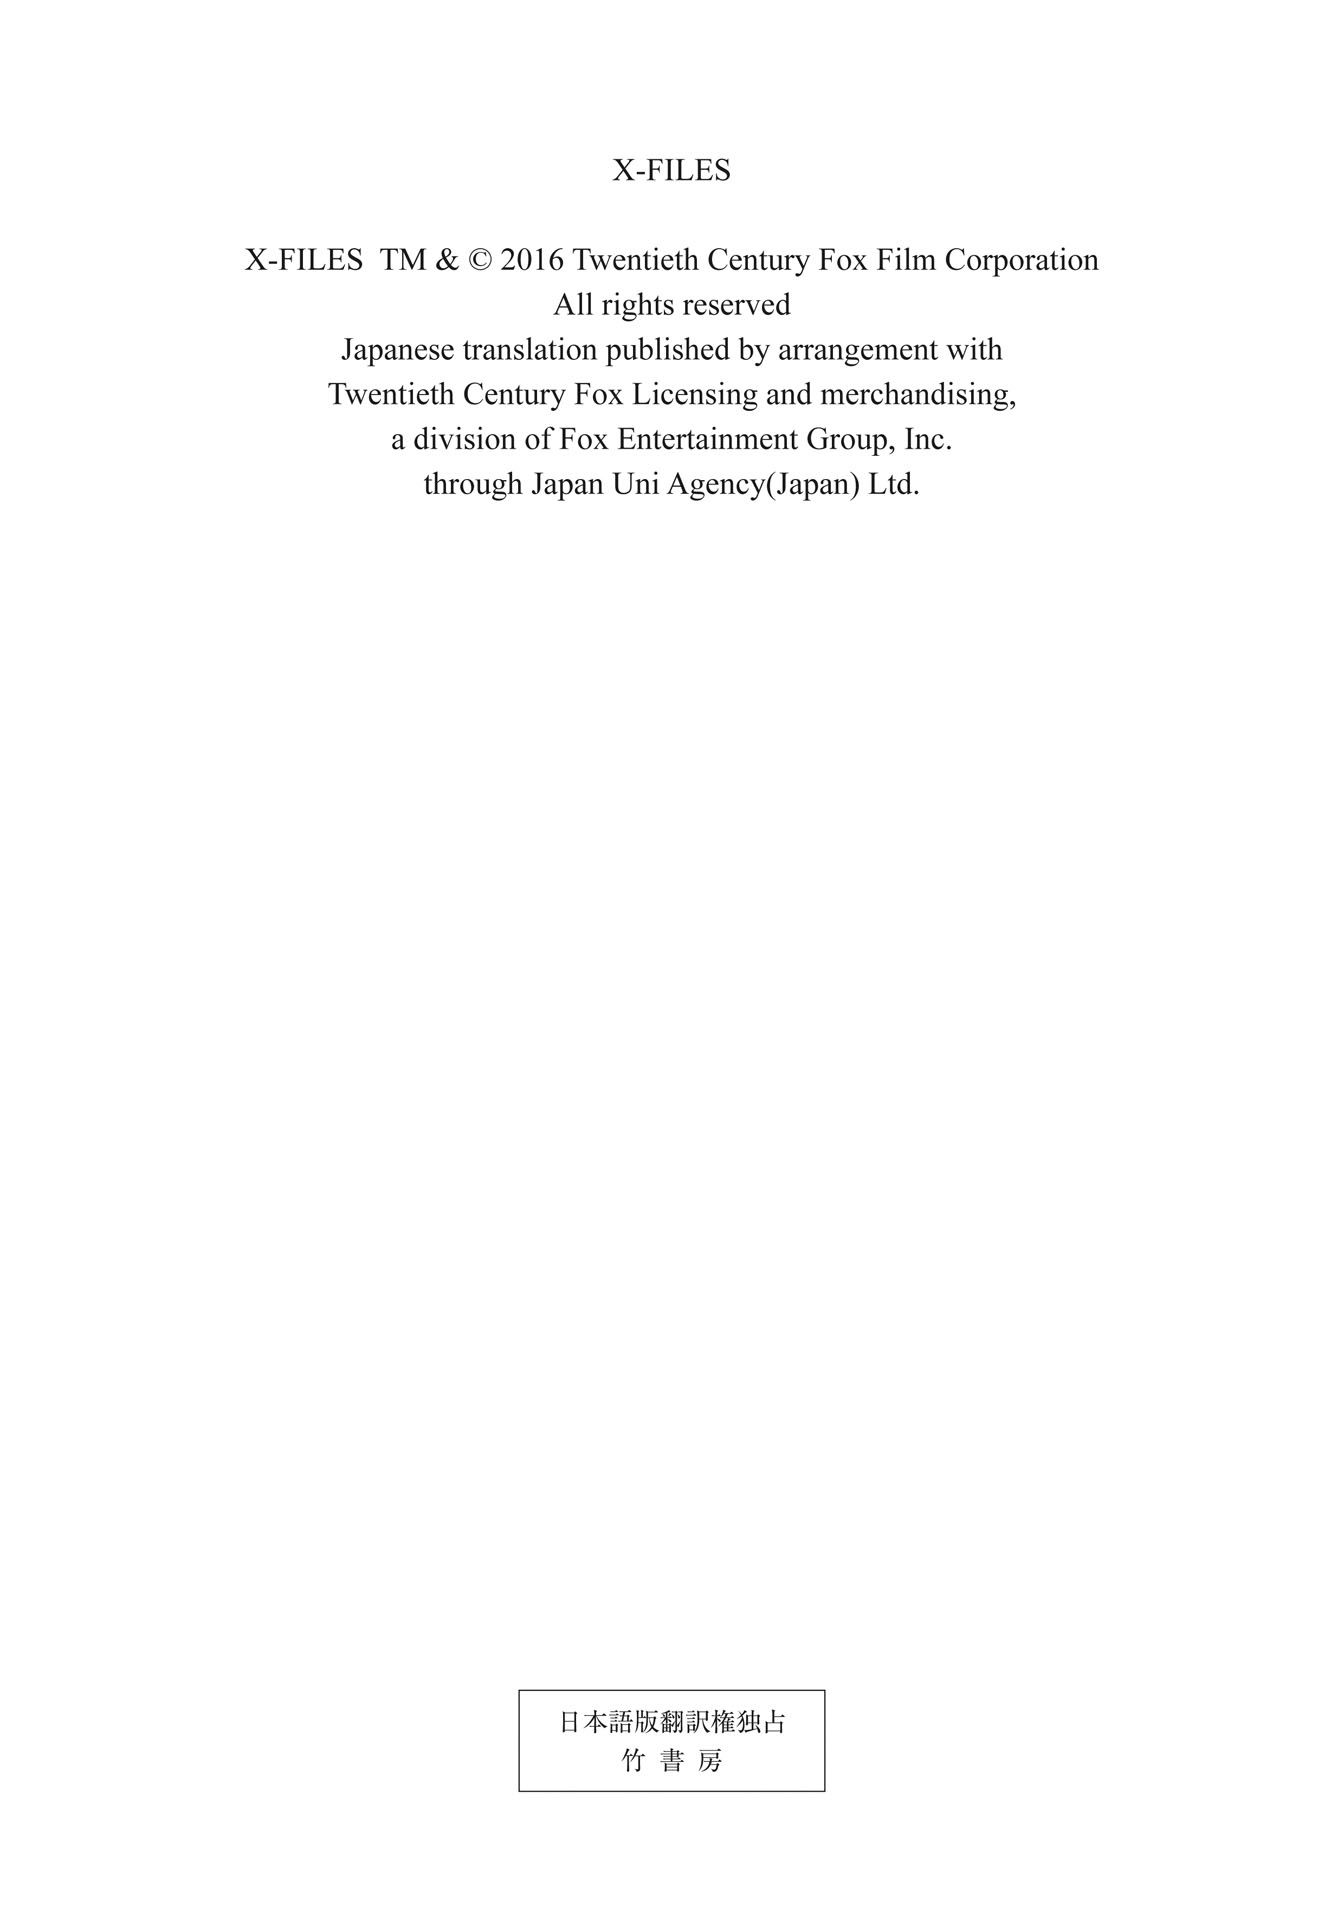 X-FILES
X-FILES TM & © 2016 Twentieth Century Fox Film Corporation
All rights reserved
Japanese translation published by arrangement with
Twentieth Century Fox Licensing and merchandising,
a division of Fox Entertainment Group, Inc.
through Japan Uni Agency(Japan) Ltd.
日本語版翻訳権独占
竹 書 房